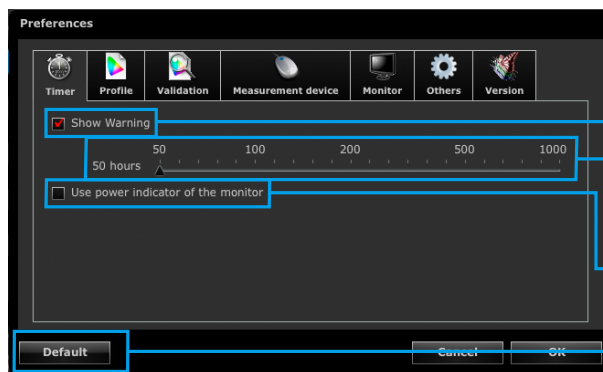 Preferences
Timer Profile Validation Measurement device Monitor Others Version
Show Warning
50 100 200 500 1000
50 hours
Use power indicator of the monitor
Default Cancel OK